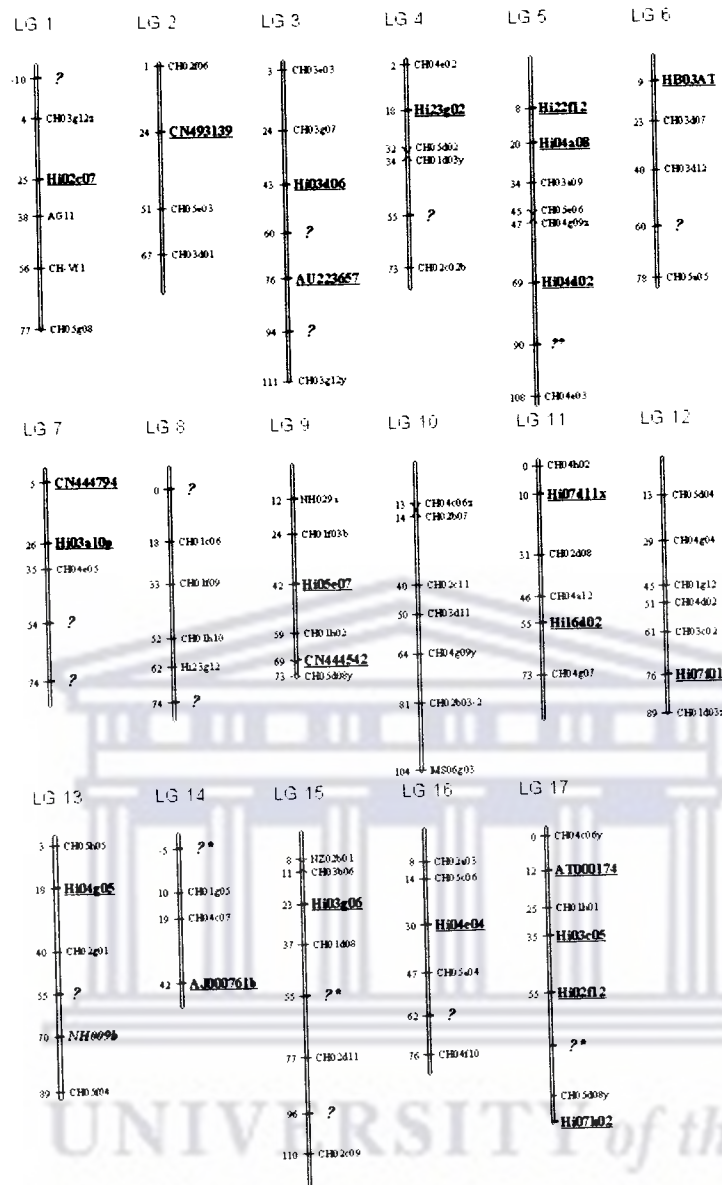 LG 1
-10 ?
4 CH03g12z
25 Hi02c07
38 AG11
56 CH-Vf1
77 CH05g08
LG 2
1 CH02f06
24 CN493139
51 CH05e03
67 CH03d01
LG 3
3 CH03e03
24 CH03g07
43 Hi03d06
60 ?
76 AU223657
94 ?
111 CH03g12y
LG 4
2 CH04e02
18 Hi23g02
32 CH05d02
34 CH01d03y
55 ?
73 CH02c02b
LG 5
8 Hi22f12
20 Hi04a08
34 CH03a09
45 CH05e06
47 CH04g09z
69 Hi04d02
90 ?*
108 CH04e03
LG 6
9 HB03AT
23 CH03d07
40 CH03d12
60 ?
78 CH05a05
LG 7
5 CN444794
26 Hi03a10p
35 CH04e05
54 ?
74 ?
LG 8
0 ?
18 CH01c06
33 CH01f09
52 CH01h10
62 Hi23g12
74 ?
LG 9
12 NH029a
24 CH01f03b
42 Hi05e07
59 CH01h02
69 CN444542
73 CH05d08y
LG 10
13 CH04c06z
14 CH02b07
40 CH02c11
50 CH03d11
64 CH04g09y
81 CH02b03-2
104 MS06g03
LG 11
0 CH04h02
10 Hi07d11x
31 CH02d08
46 CH04a12
55 Hi16d02
73 CH04g07
LG 12
13 CH05d04
29 CH04g04
45 CH01g12
51 CH04d02
61 CH03c02
76 Hi07f01
89 CH01d03z
LG 13
3 CH05h05
19 Hi04g05
40 CH02g01
55 ?
70 NH009b
89 CH05f04
LG 14
-5 ?*
10 CH01g05
19 CH04c07
42 AJ000761b
LG 15
8 NZ02b01
11 CH03b06
23 Hi03g06
37 CH01d08
55 ?*
77 CH02d11
96 ?
110 CH02c09
LG 16
8 CH02a03
14 CH05c06
30 Hi04e04
47 CH05a04
62 ?
76 CH04f10
LG 17
0 CH04c06y
12 AT000174
25 CH01h01
35 Hi03c05
55 Hi02f12
?*
CH05d08y
Hi07h02
UNIVERSITY of the